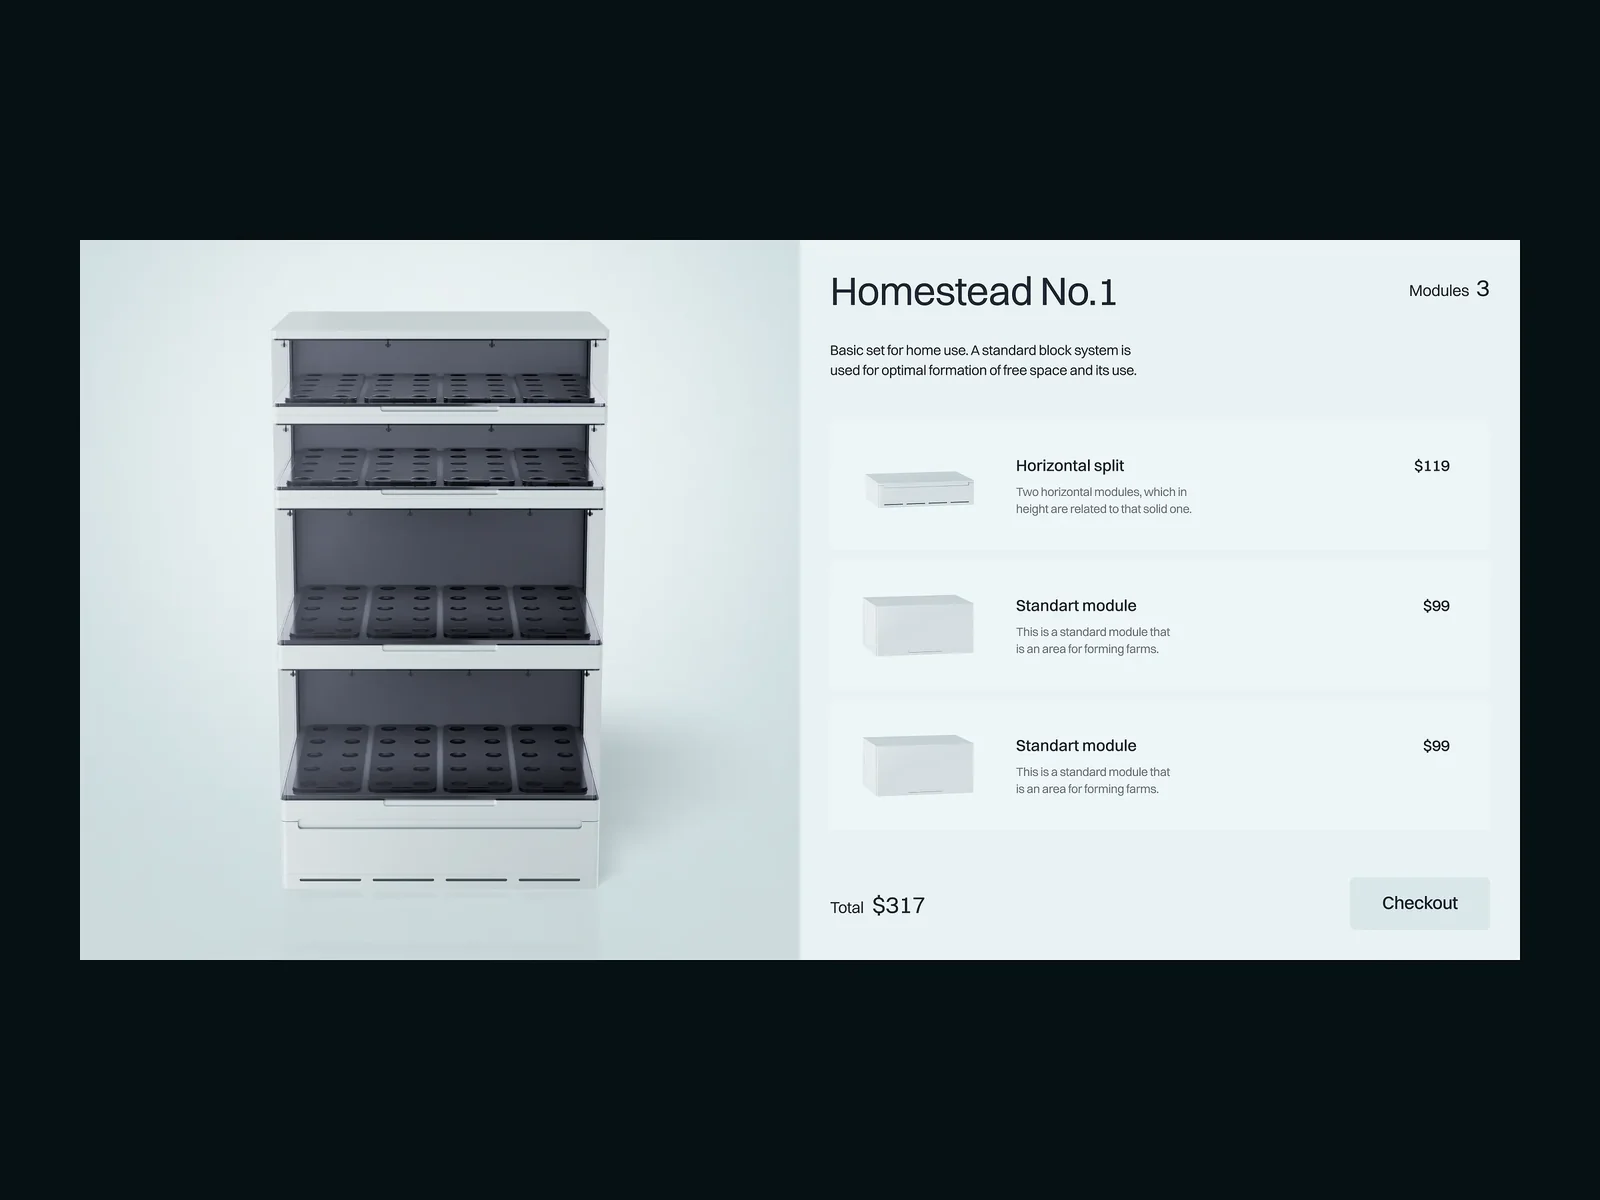 Homestead No.1
Modules 3
Basic set for home use. A standard block system is
used for optimal formation of free space and its use.
Horizontal split
$119
Two horizontal modules, which in
height are related to that solid one.
Standart module
$99
This is a standard module that
is an area for forming farms.
Standart module
$99
This is a standard module that
is an area for forming farms.
Total $317
Checkout